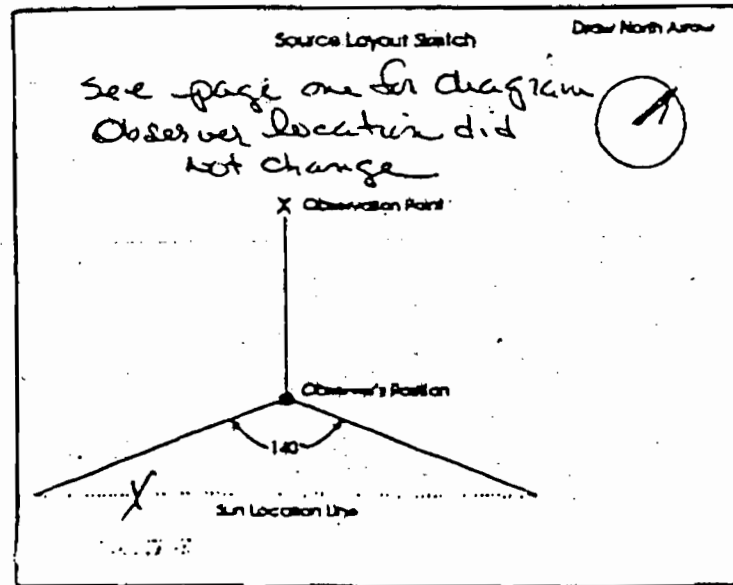 Source Layout Sketch
Draw North Arrow
See page one for diagram
Observer location did
not change
X Observation Point
Observer's Position
140
X
Sun Location Line